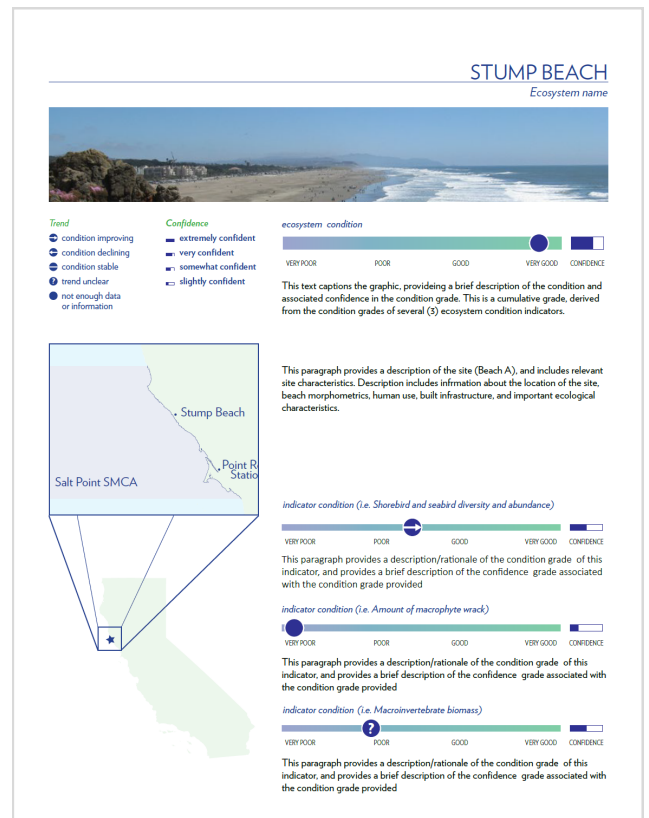 STUMP BEACH
Ecosystem name
Trend
condition improving
condition declining
condition stable
? trend unclear
not enough data
or information
Confidence
extremely confident
very confident
somewhat confident
slightly confident
ecosystem condition
VERY POOR POOR GOOD VERY GOOD CONFIDENCE
This text captions the graphic, provideing a brief description of the condition and
associated confidence in the condition grade. This is a cumulative grade, derived
from the condition grades of several (3) ecosystem condition indicators.
Stump Beach
Point R
Statio
Salt Point SMCA
This paragraph provides a description of the site (Beach A), and includes relevant
site characteristics. Description includes infrmation about the location of the site,
beach morphometrics, human use, built infrastructure, and important ecological
characteristics.
indicator condition (i.e. Shorebird and seabird diversity and abundance)
VERY POOR POOR GOOD VERY GOOD CONFIDENCE
This paragraph provides a description/rationale of the condition grade of this
indicator, and provides a brief description of the confidence grade associated
with the condition grade provided
indicator condition (i.e. Amount of macrophyte wrack)
VERY POOR POOR GOOD VERY GOOD CONFIDENCE
This paragraph provides a description/rationale of the condition grade of this
indicator, and provides a brief description of the confidence grade associated with
the condition grade provided
indicator condition (i.e. Macroinvertebrate biomass)
?
VERY POOR POOR GOOD VERY GOOD CONFIDENCE
This paragraph provides a description/rationale of the condition grade of this
indicator, and provides a brief description of the confidence grade associated with
the condition grade provided